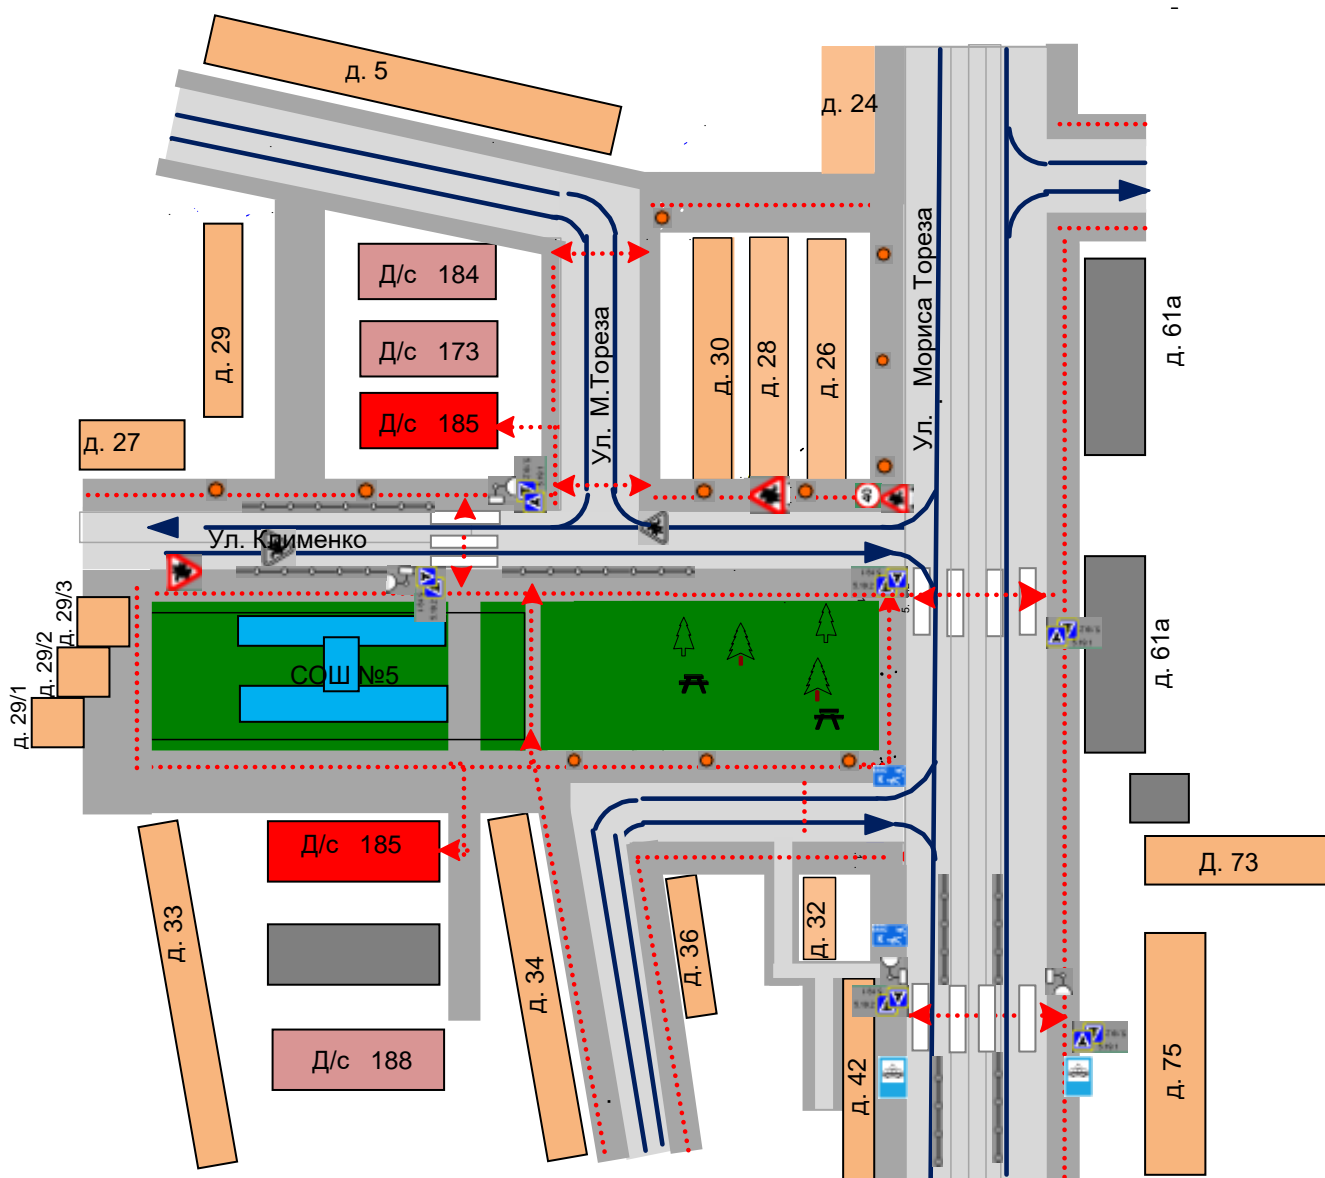 д. 5
д. 24
Д/с 184
д. 29
Д/с 173
Д/с 185
д. 27
Ул. М.Тореза
д. 30
д. 28
д. 26
Ул. Мориса Тореза
д. 61а
40
Ул. Клименко
д. 29/3
д. 29/2
д. 29/1
СОШ №5
д. 61а
Д/с 185
Д. 73
д. 33
д. 34
д. 36
д. 32
Д/с 188
д. 42
д. 75